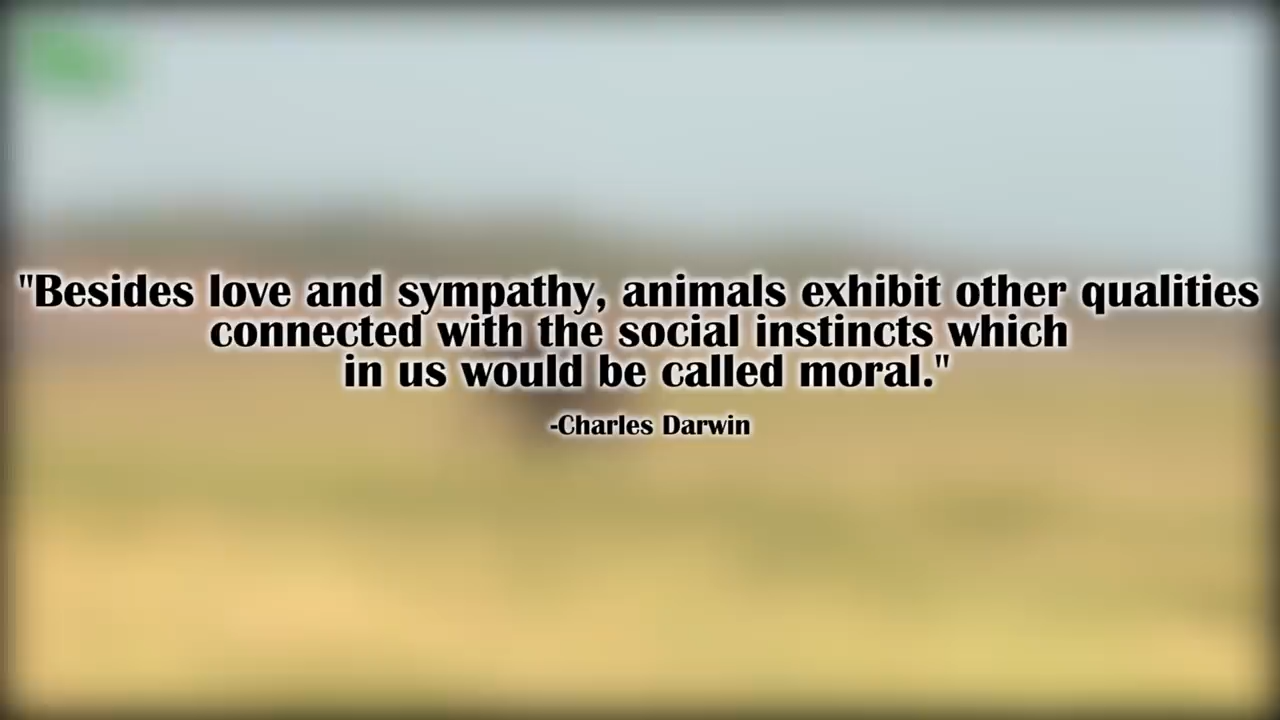 "Besides love and sympathy, animals exhibit other qualities
connected with the social instincts which
in us would be called moral."
-Charles Darwin